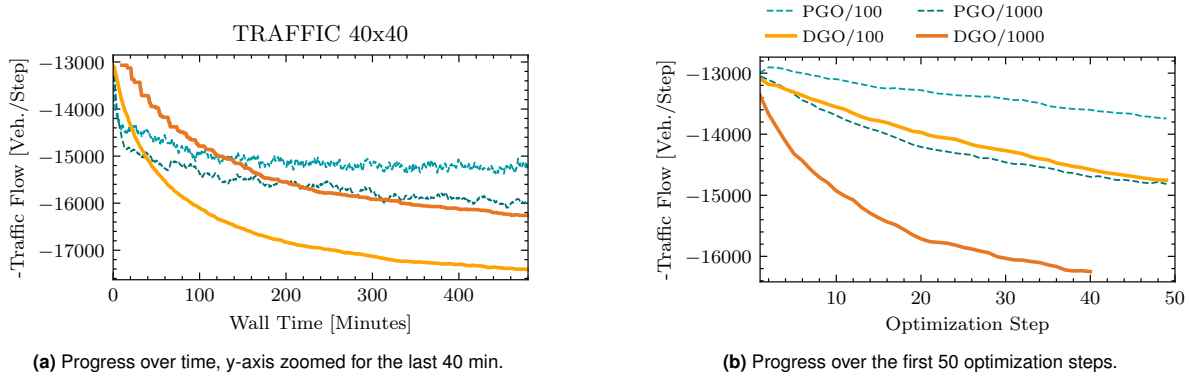 TRAFFIC 40x40
-Traffic Flow [Veh./Step]
−13000
−14000
−15000
−16000
−17000
0
100
200
300
400
Wall Time [Minutes]
(a) Progress over time, y-axis zoomed for the last 40 min.
PGO/100
PGO/1000
DGO/100
DGO/1000
-Traffic Flow [Veh./Step]
−13000
−14000
−15000
−16000
10
20
30
40
50
Optimization Step
(b) Progress over the first 50 optimization steps.